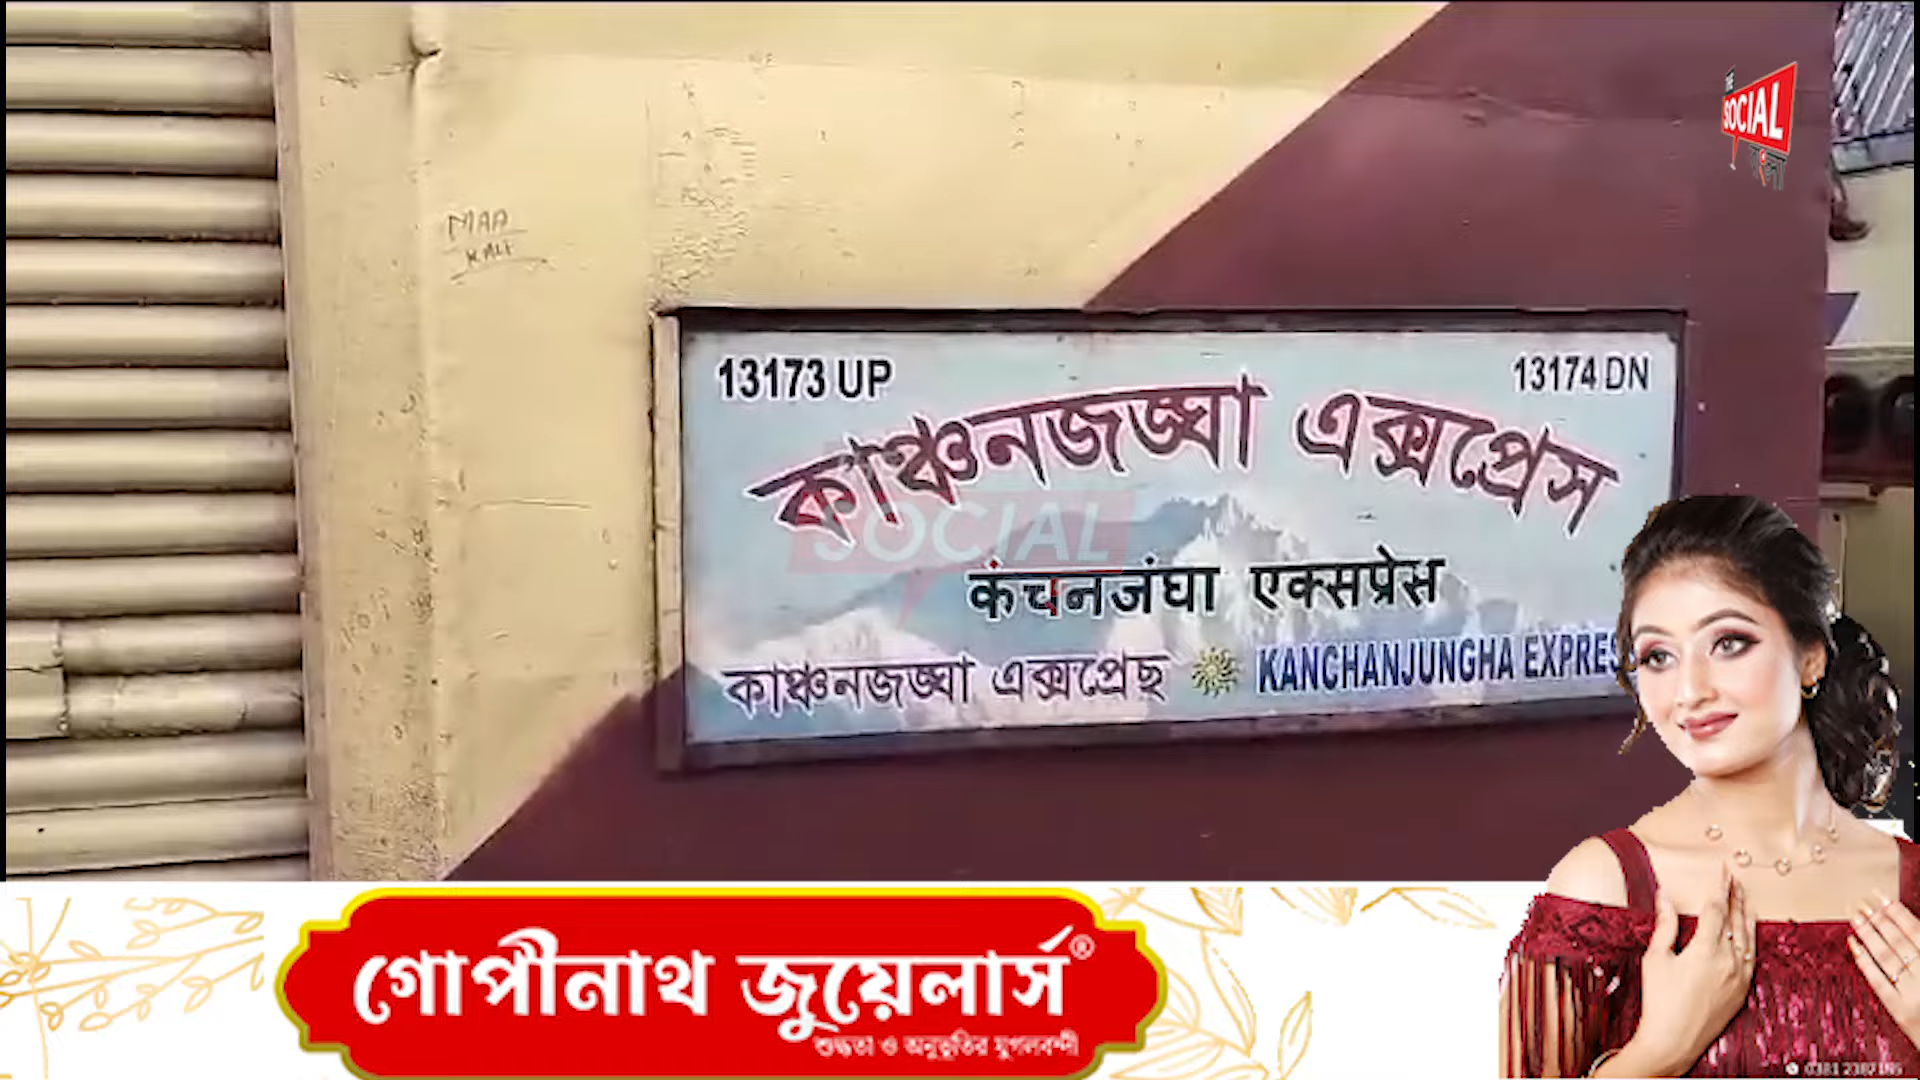 THE
SOCIAL
বাংলা
MAA
KALI
13173 UP
13174 DN
কাঞ্চনজঙ্ঘা এক্সপ্রেস
SOCIAL
कंचनजंघा एक्सप्रेस
কাঞ্চনজঙ্ঘা এক্সপ্রেছ
KANCHANJUNGHA EXPRES
গোপীনাথ জুয়েলার্স®
শুদ্ধতা ও অনুভূতির যুগলবন্দী